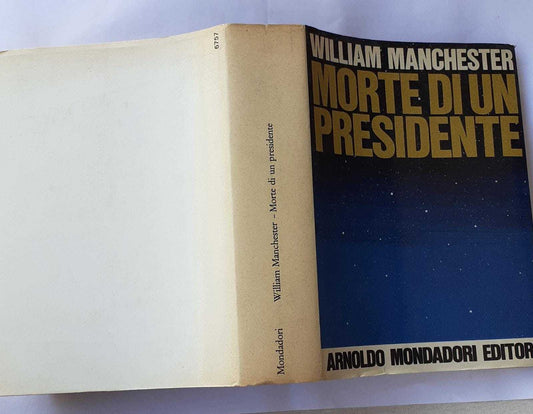 6757
William Manchester - Morte di un presidente
Mondadori
WILLIAM MANCHESTER
MORTE DI UN
PRESIDENTE
ARNOLDO MONDADORI EDITOR